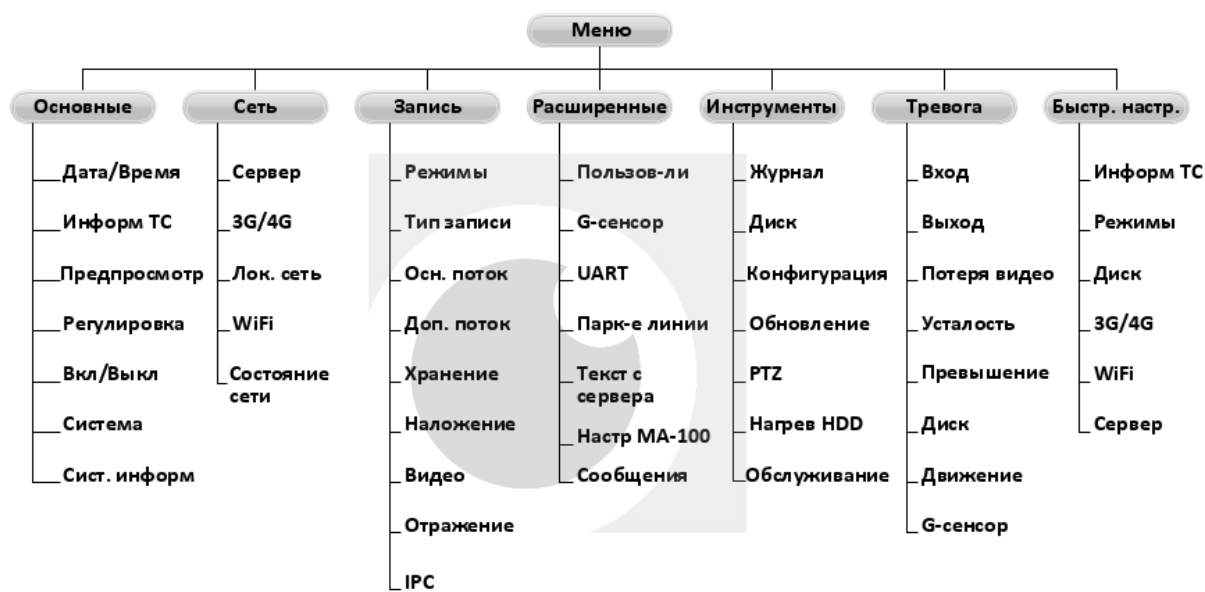 Меню
Основные
Дата/Время
Информ ТС
Предпросмотр
Регулировка
Вкл/Выкл
Система
Сист. информ
Сеть
Сервер
3G/4G
Лок. сеть
WiFi
Состояние
сети
Запись
Режимы
Тип записи
Осн. поток
Доп. поток
Хранение
Наложение
Видео
Отражение
IPC
Расширенные
Пользов-ли
G-сенсор
UART
Парк-е линии
Текст с
сервера
Настр МА-100
Сообщения
Инструменты
Журнал
Диск
Конфигурация
Обновление
PTZ
Нагрев HDD
Обслуживание
Тревога
Вход
Выход
Потеря видео
Усталость
Превышение
Диск
Движение
G-сенсор
Быстр. настр.
Информ ТС
Режимы
Диск
3G/4G
WiFi
Сервер